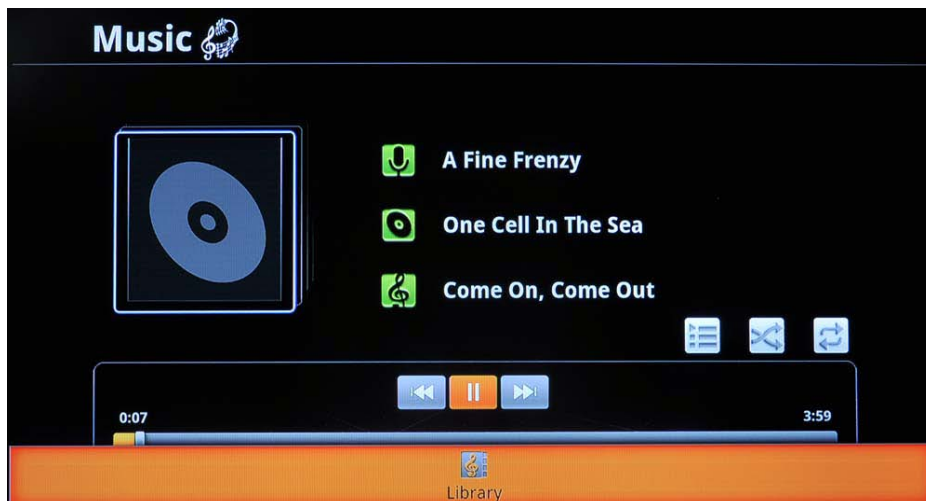 Music
A Fine Frenzy
One Cell In The Sea
Come On, Come Out
0:07
3:59
Library